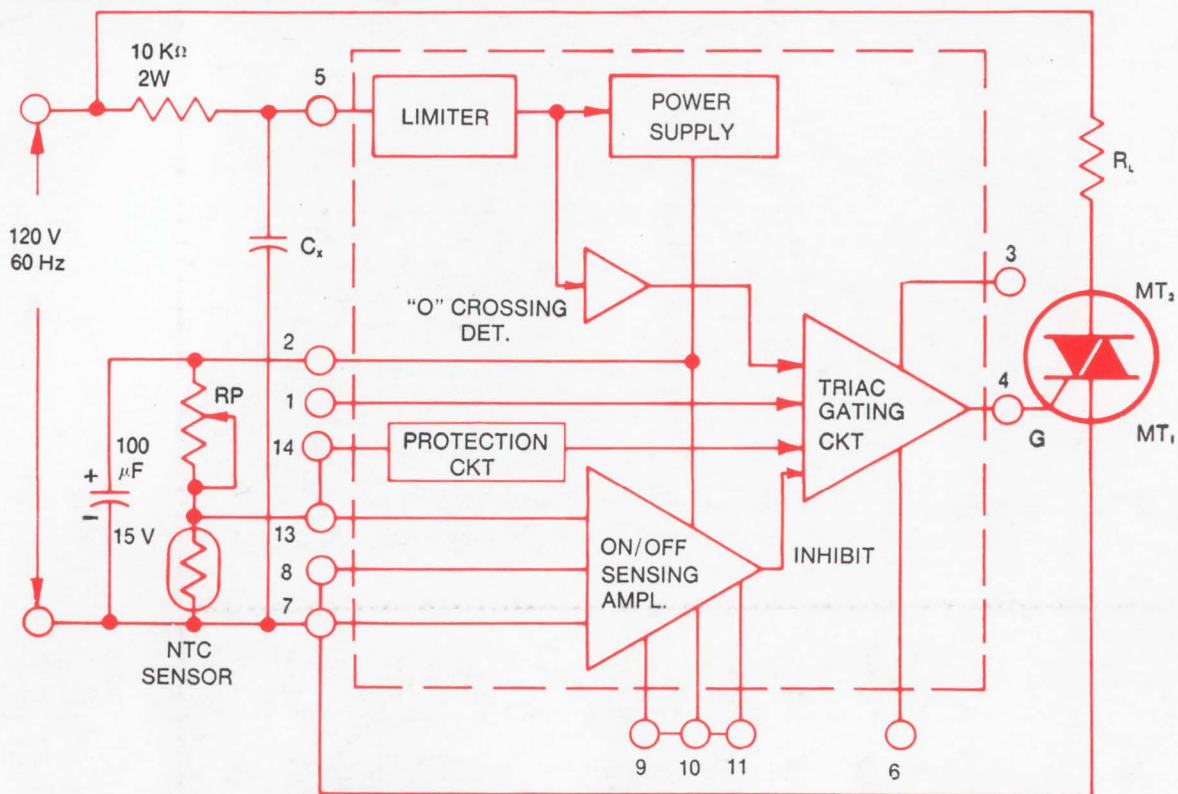 10 KΩ
2W
5
LIMITER
POWER
SUPPLY
R_L
120 V
60 Hz
Cₓ
"O" CROSSING
DET.
3
MT₂
2
RP
1
TRIAC
GATING
CKT
4
G
MT₁
14
PROTECTION
CKT
+
100
µF
-
15 V
13
ON/OFF
SENSING
AMPL.
INHIBIT
8
7
NTC
SENSOR
9
10
11
6